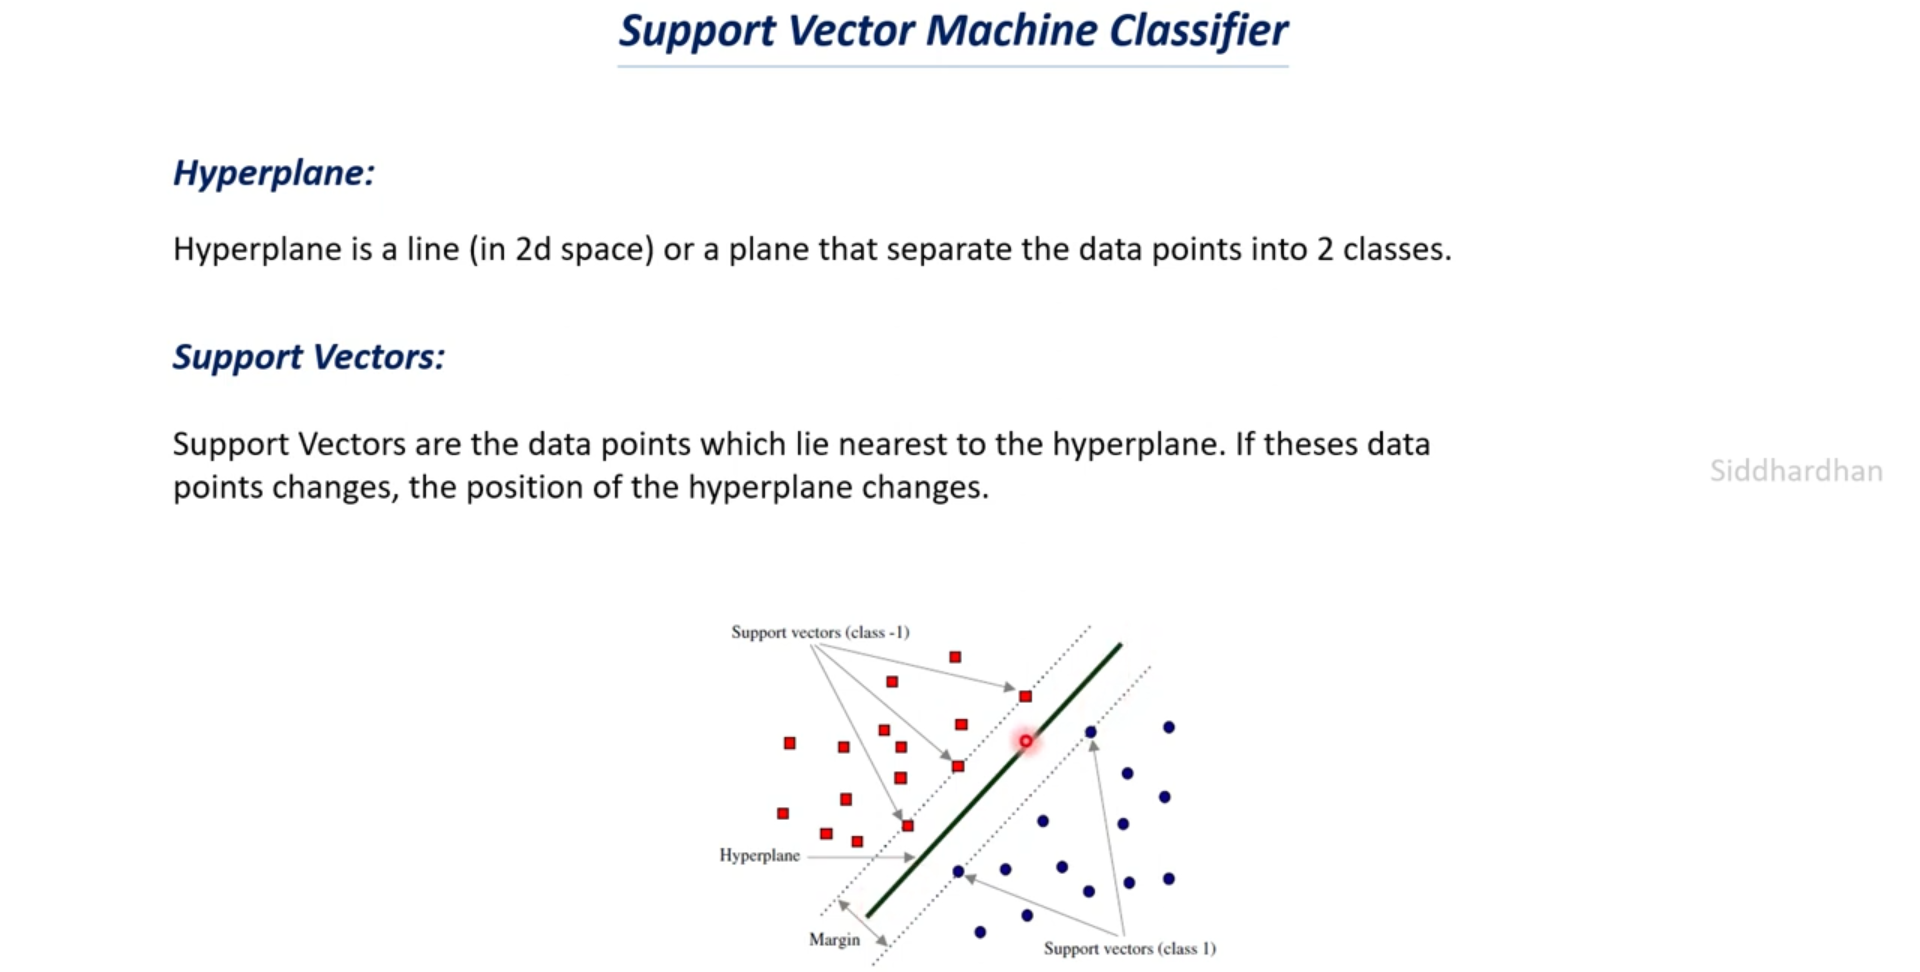 Support Vector Machine Classifier
Hyperplane:
Hyperplane is a line (in 2d space) or a plane that separate the data points into 2 classes.
Support Vectors:
Support Vectors are the data points which lie nearest to the hyperplane. If theses data
points changes, the position of the hyperplane changes.
Siddhardhan
Support vectors (class -1)
Hyperplane
Margin
Support vectors (class 1)